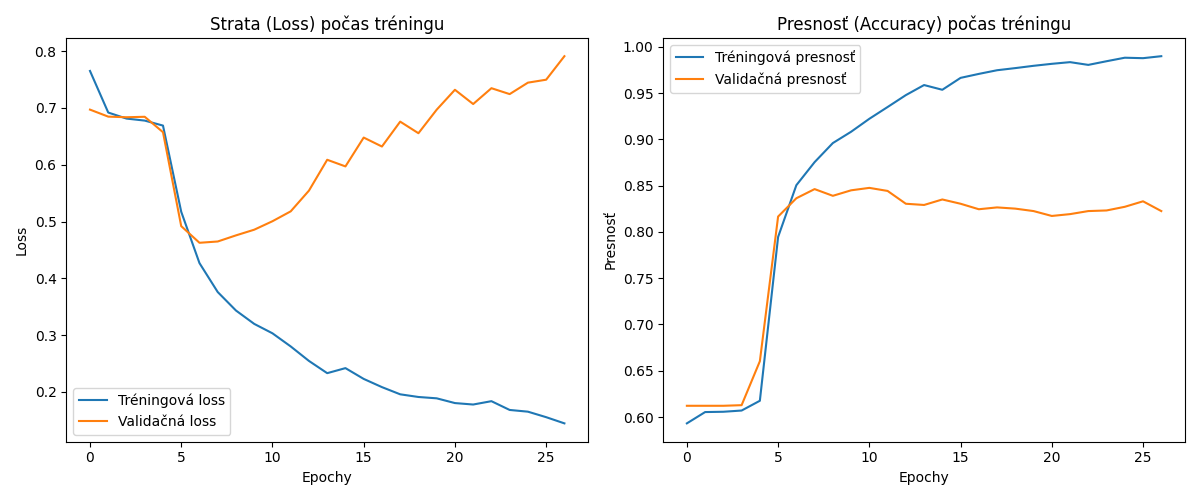 Strata (Loss) počas tréningu
0.8
0.7
0.6
0.5
0.4
0.3
0.2
Loss
0 5 10 15 20 25
Epochy
Tréningová loss
Validačná loss
Presnosť (Accuracy) počas tréningu
1.00
0.95
0.90
0.85
0.80
0.75
0.70
0.65
0.60
Presnosť
0 5 10 15 20 25
Epochy
Tréningová presnosť
Validačná presnosť